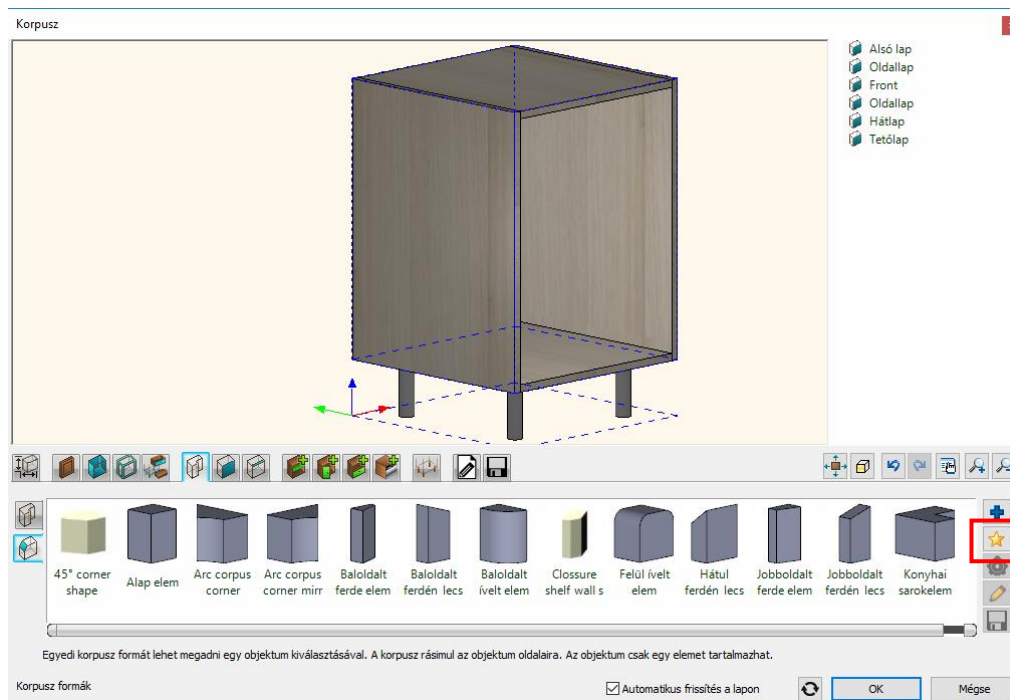 Korpusz
Alsó lap
Oldallap
Front
Oldallap
Hátlap
Tetőlap
45° corner
shape
Alap elem
Arc corpus
corner
Arc corpus
corner mirr
Baloldalt
ferde elem
Baloldalt
ferdén lecs
Baloldalt
ívelt elem
Clossure
shelf wall s
Felül ívelt
elem
Hátul
ferdén lecs
Jobboldalt
ferde elem
Jobboldalt
ferdén lecs
Konyhai
sarokelem
Egyedi korpusz formát lehet megadni egy objektum kiválasztásával. A korpusz rásimul az objektum oldalaira. Az objektum csak egy elemet tartalmazhat.
Korpusz formák
Automatikus frissítés a lapon
OK
Mégse